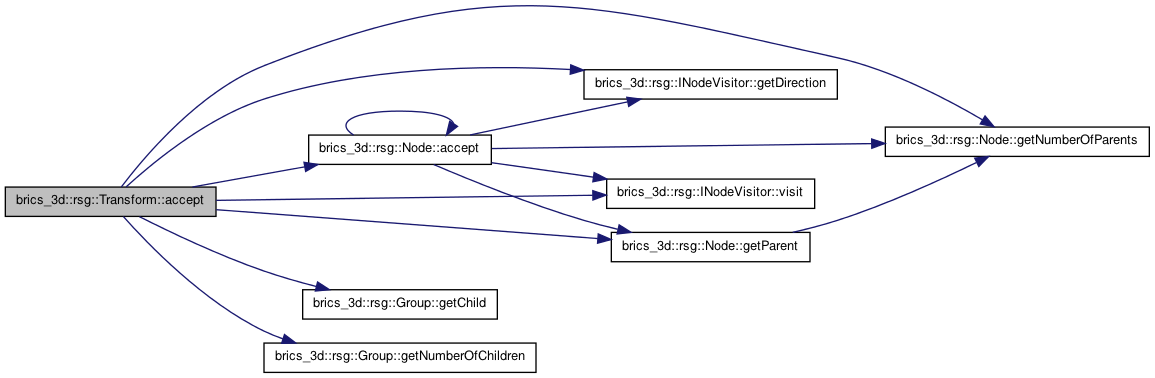 brics_3d::rsg::INodeVisitor::getDirection
brics_3d::rsg::Node::getNumberOfParents
brics_3d::rsg::Node::accept
brics_3d::rsg::INodeVisitor::visit
brics_3d::rsg::Transform::accept
brics_3d::rsg::Node::getParent
brics_3d::rsg::Group::getChild
brics_3d::rsg::Group::getNumberOfChildren